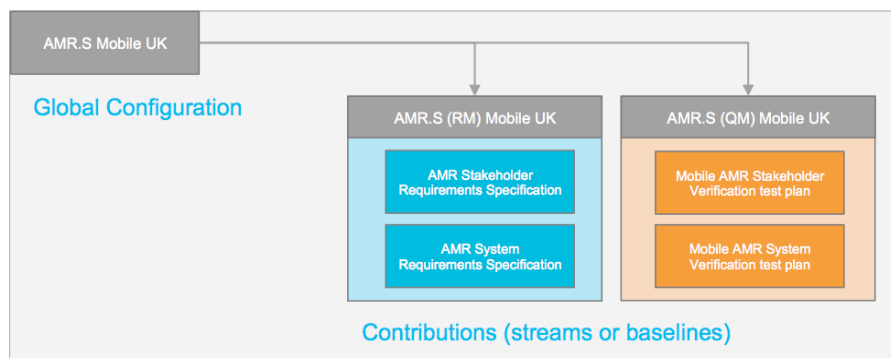 AMR.S Mobile UK
Global Configuration
AMR.S (RM) Mobile UK
AMR Stakeholder
Requirements Specification
AMR System
Requirements Specification
AMR.S (QM) Mobile UK
Mobile AMR Stakeholder
Verification test plan
Mobile AMR System
Verification test plan
Contributions (streams or baselines)